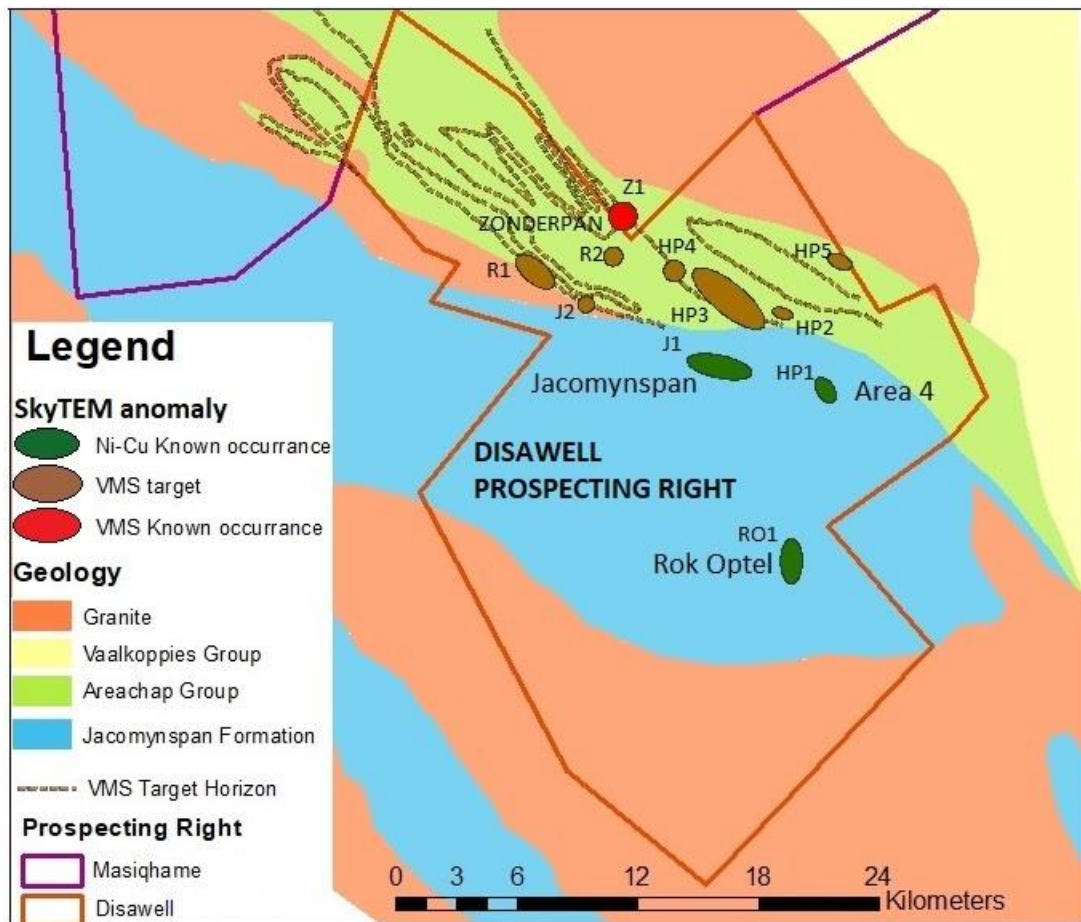 Z1
ZONDERPAN
R2
HP4
HP5
R1
J2
HP3
HP2
J1
HP1
Jacomynspan
Area 4
DISAWELL
PROSPECTING RIGHT
RO1
Rok Optel
Legend
SkyTEM anomaly
Ni-Cu Known occurrance
VMS target
VMS Known occurrance
Geology
Granite
Vaalkoppies Group
Areachap Group
Jacomynspan Formation
VMS Target Horizon
Prospecting Right
Masiqhame
Disawell
0 3 6 12 18 24
Kilometers